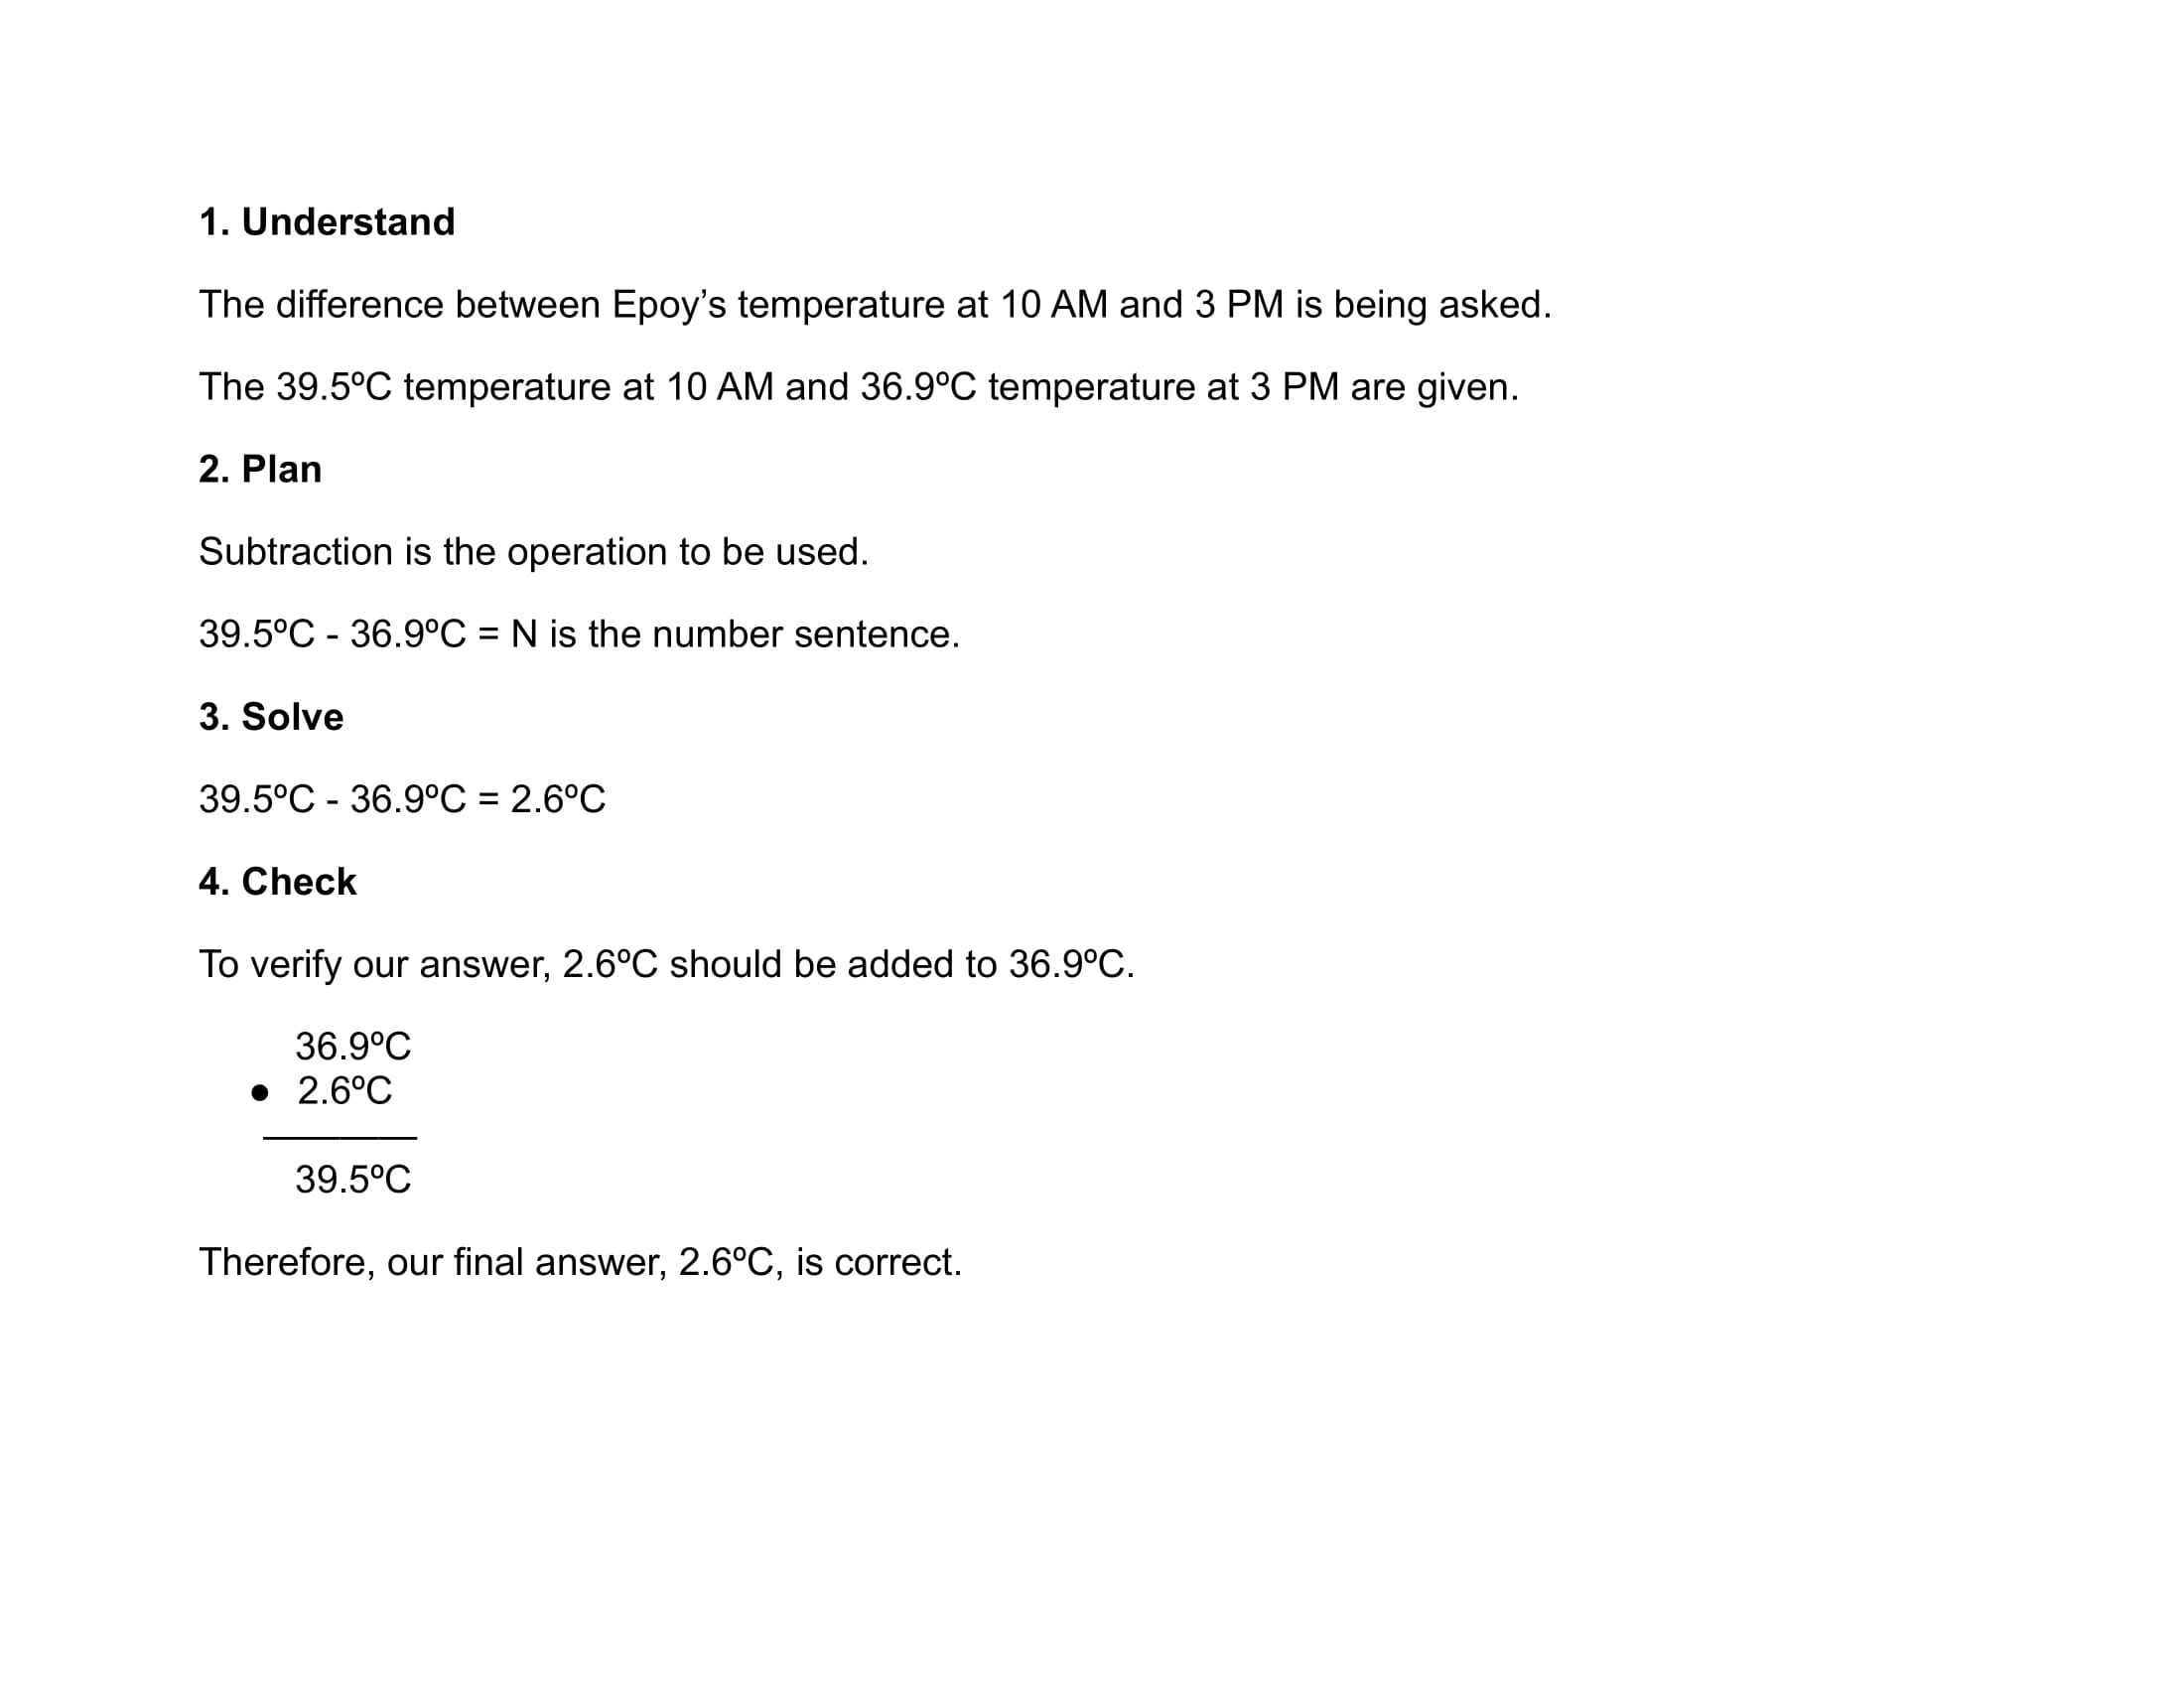 1. Understand
The difference between Epoy’s temperature at 10 AM and 3 PM is being asked.
The 39.5ºC temperature at 10 AM and 36.9ºC temperature at 3 PM are given.
2. Plan
Subtraction is the operation to be used.
39.5ºC - 36.9ºC = N is the number sentence.
3. Solve
39.5ºC - 36.9ºC = 2.6ºC
4. Check
To verify our answer, 2.6ºC should be added to 36.9ºC.
36.9ºC
● 2.6ºC
________
39.5ºC
Therefore, our final answer, 2.6ºC, is correct.